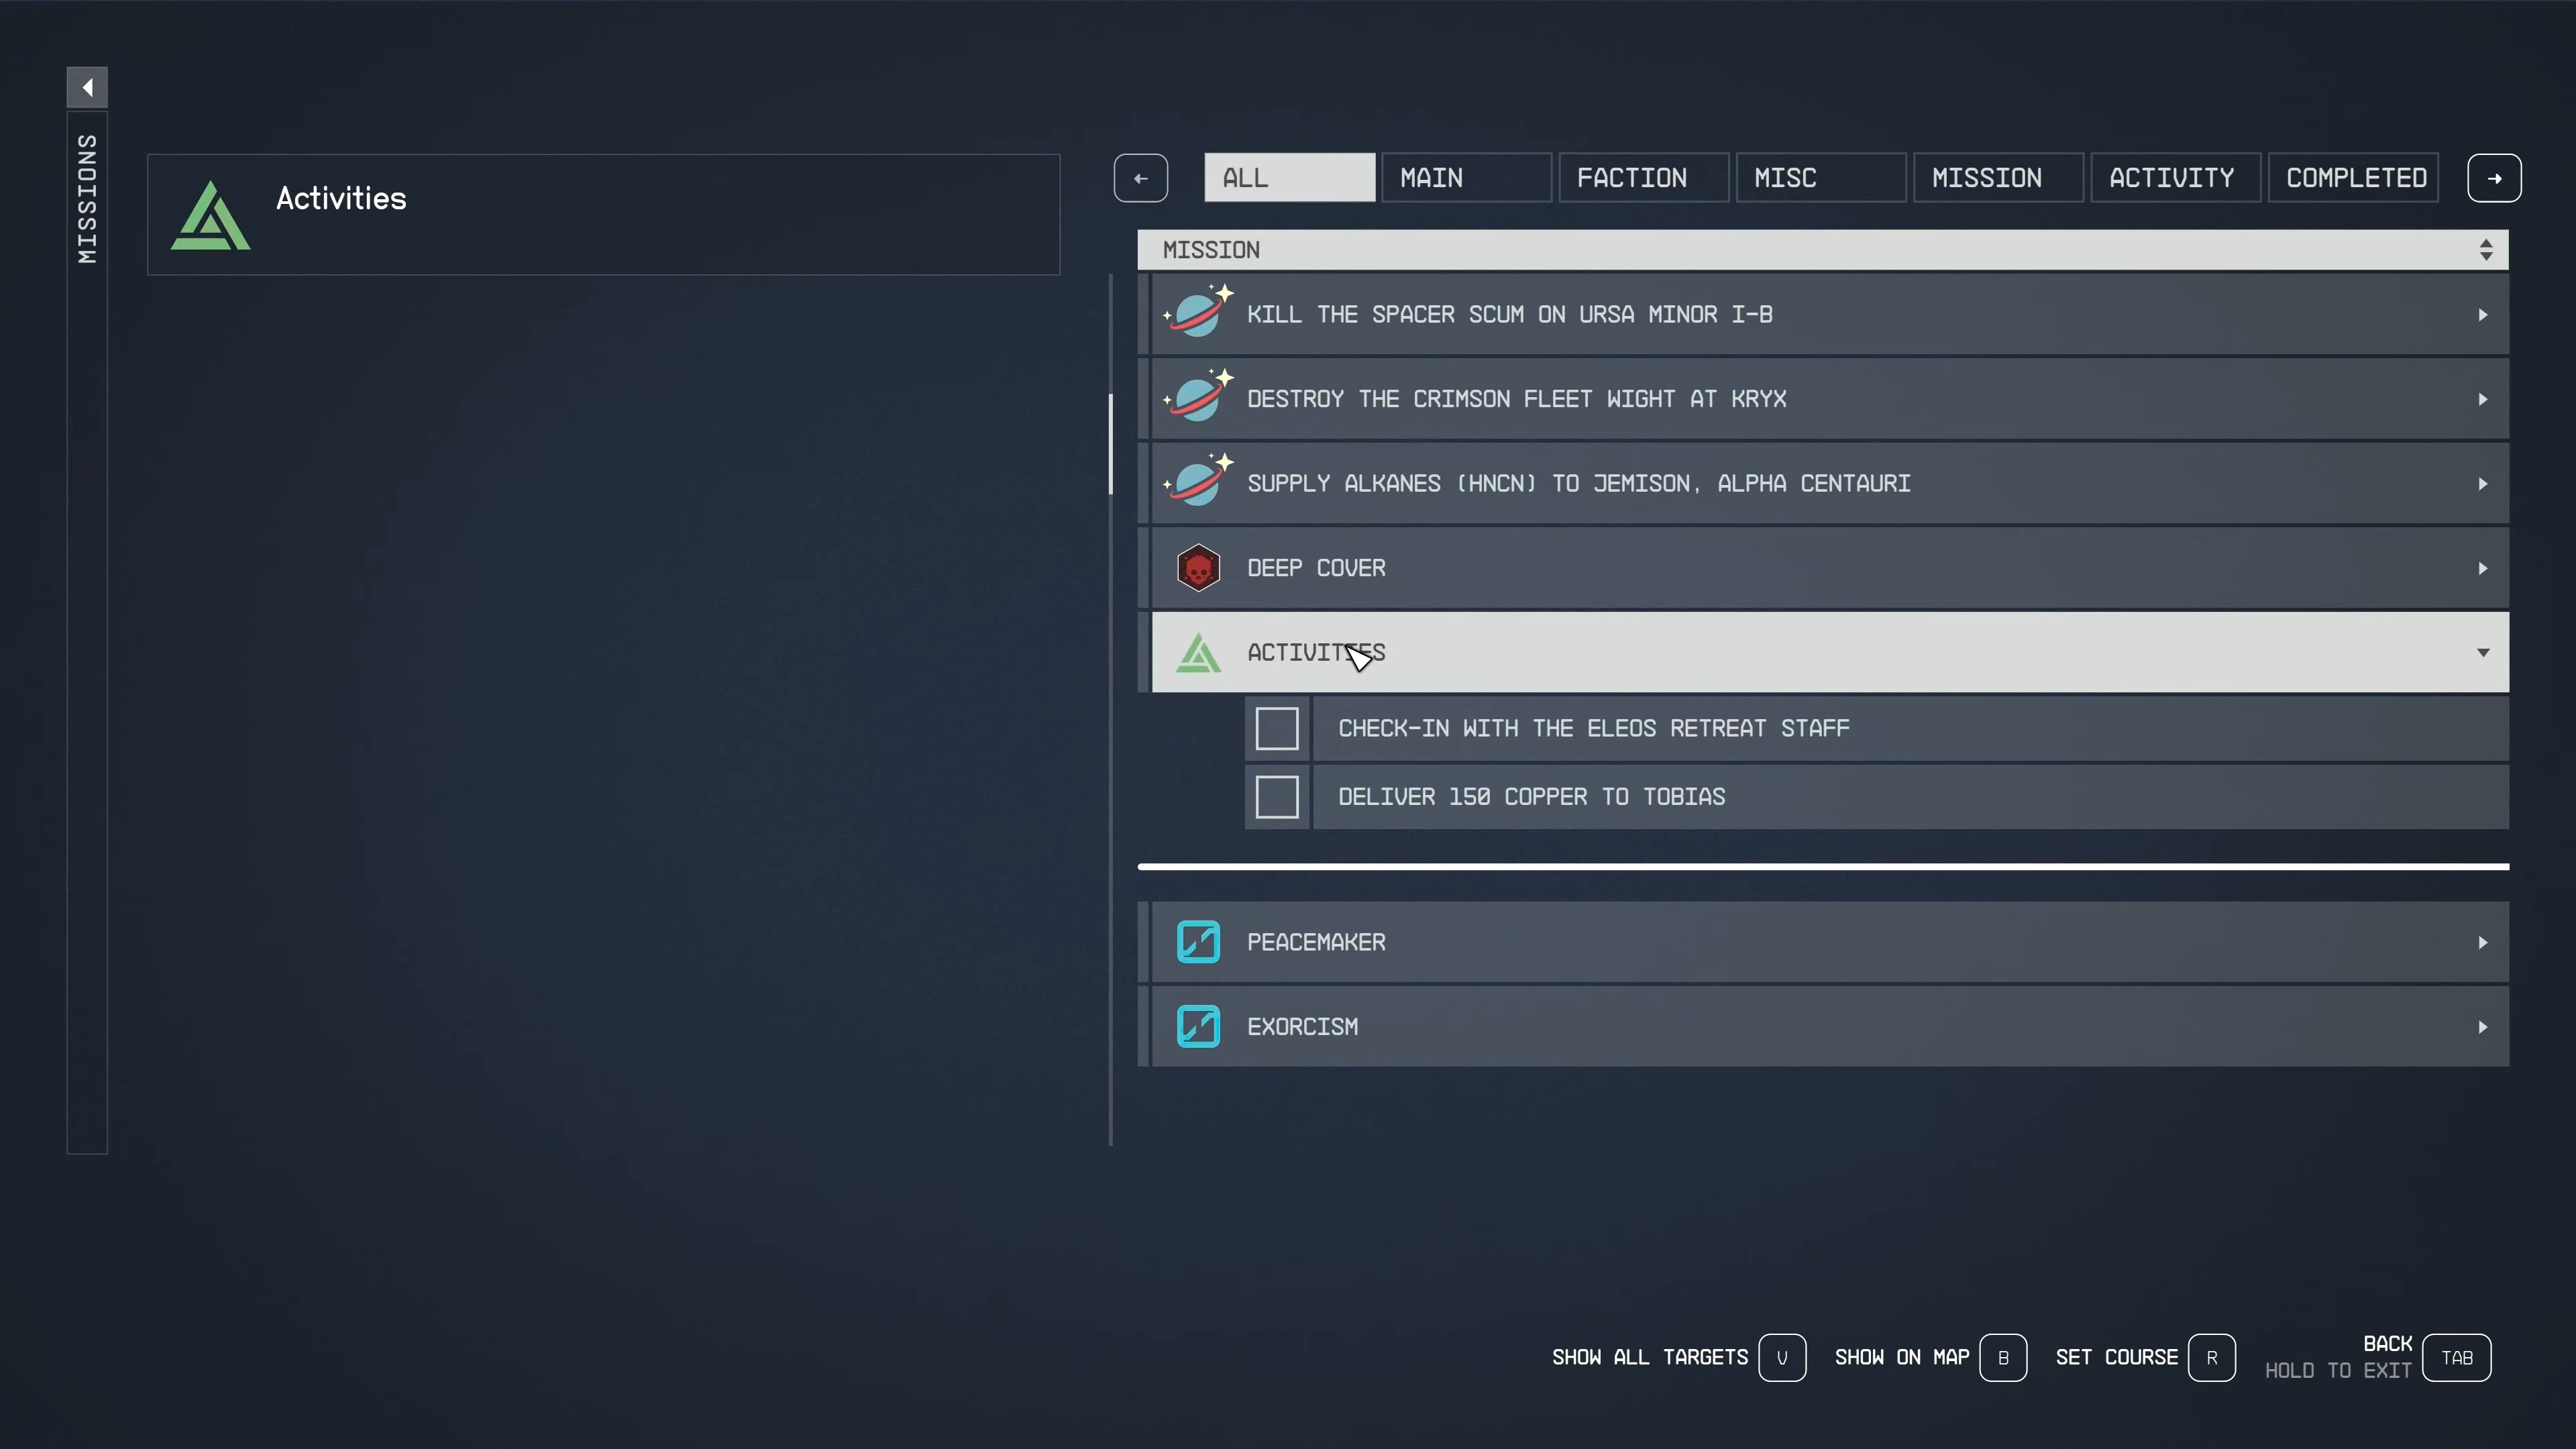 MISSIONS
Activities
ALL
MAIN
FACTION
MISC
MISSION
ACTIVITY
COMPLETED
MISSION
KILL THE SPACER SCUM ON URSA MINOR I-B
DESTROY THE CRIMSON FLEET WIGHT AT KRYX
SUPPLY ALKANES (HNCN) TO JEMISON, ALPHA CENTAURI
DEEP COVER
ACTIVITIES
CHECK-IN WITH THE ELEOS RETREAT STAFF
DELIVER 150 COPPER TO TOBIAS
PEACEMAKER
EXORCISM
SHOW ALL TARGETS V
SHOW ON MAP B
SET COURSE R
BACK TAB
HOLD TO EXIT